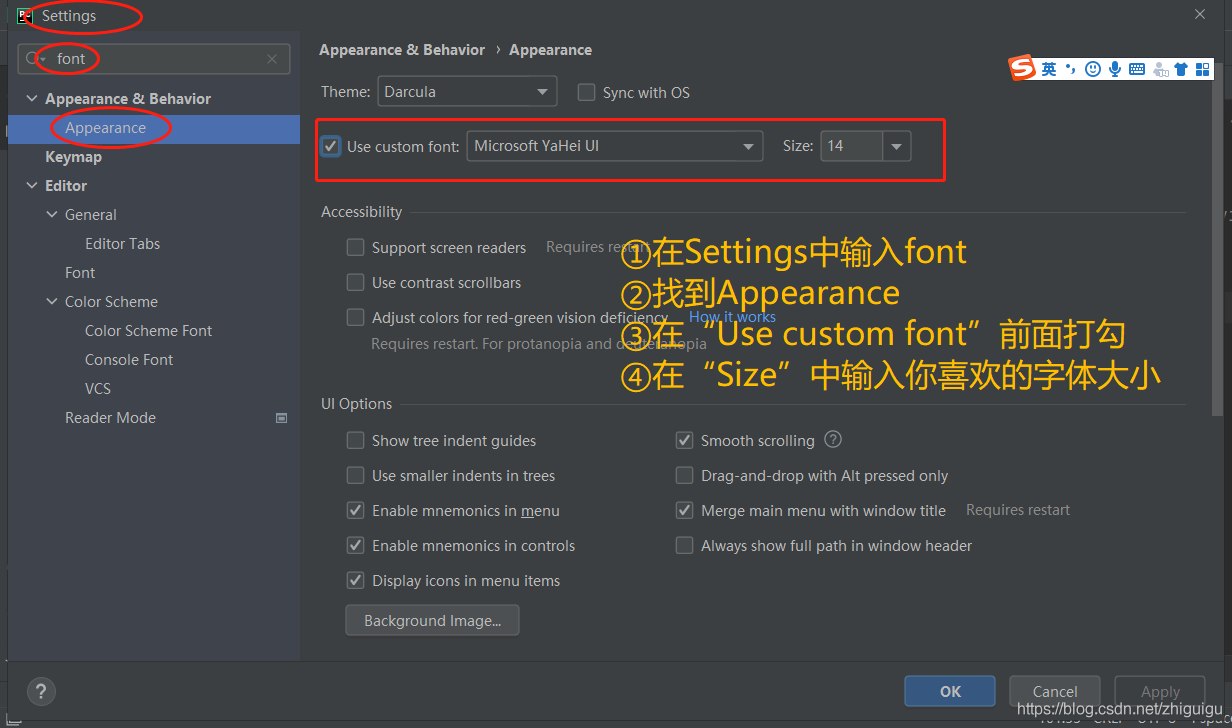 Settings
font
Appearance & Behavior
Appearance
Keymap
Editor
General
Editor Tabs
Font
Color Scheme
Color Scheme Font
Console Font
VCS
Reader Mode
Appearance & Behavior › Appearance
英
Theme: Darcula Sync with OS
Use custom font: Microsoft YaHei UI Size: 14
Accessibility
Support screen readers Requires restart
Use contrast scrollbars
Adjust colors for red-green vision deficiency How it works
Requires restart. For protanopia and deuteranopia
①在Settings中输入font
②找到Appearance
③在“Use custom font”前面打勾
④在“Size”中输入你喜欢的字体大小
UI Options
Show tree indent guides Smooth scrolling ?
Use smaller indents in trees Drag-and-drop with Alt pressed only
Enable mnemonics in menu Merge main menu with window title Requires restart
Enable mnemonics in controls Always show full path in window header
Display icons in menu items
Background Image...
? OK Cancel Apply
https://blog.csdn.net/zhiguigu